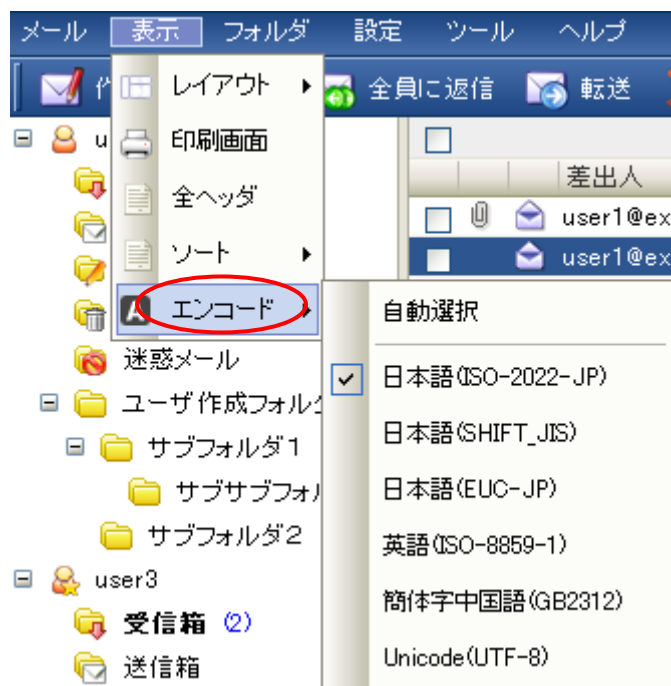 メール 表示 フォルダ 設定 ツール ヘルプ
全員に返信 転送
レイアウト
印刷画面
全ヘッダ
ソート
エンコード
差出人
user1@ex
user1@ex
自動選択
日本語(ISO-2022-JP)
日本語(SHIFT_JIS)
日本語(EUC-JP)
英語(ISO-8859-1)
簡体字中国語(GB2312)
Unicode(UTF-8)
迷惑メール
ユーザ作成フォル
サブフォルダ1
サブサブフォ
サブフォルダ2
user3
受信箱 (2)
送信箱